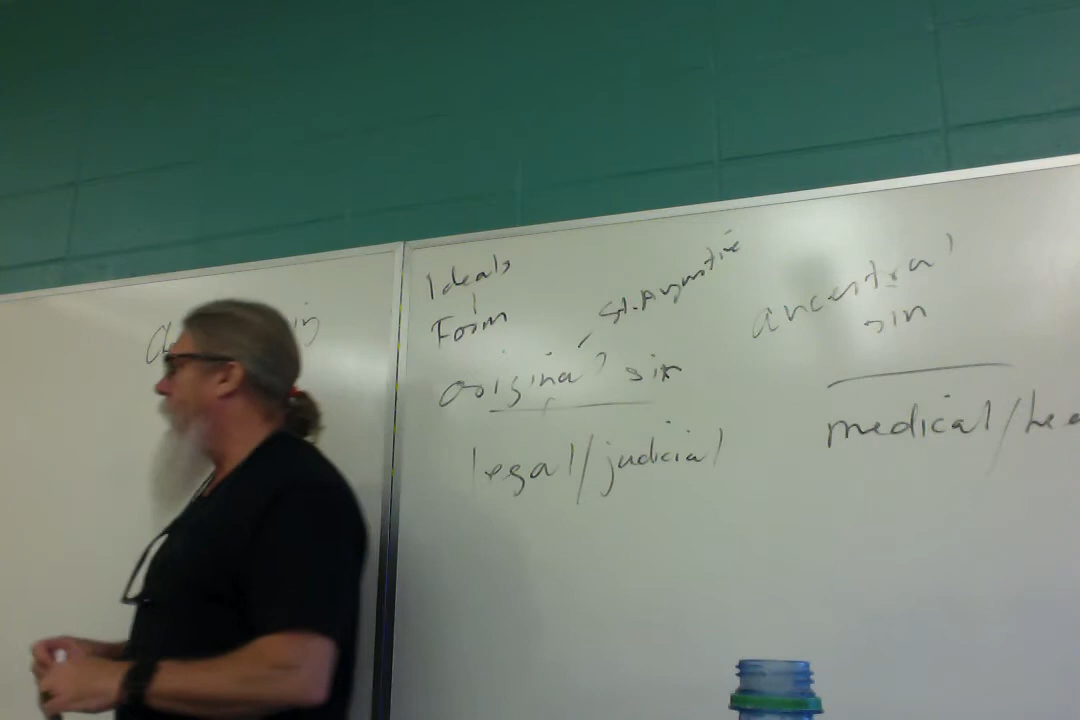 Ideals
Form
St. Augustine
original sin
legal/judicial
ancestral
sin
medical/hea